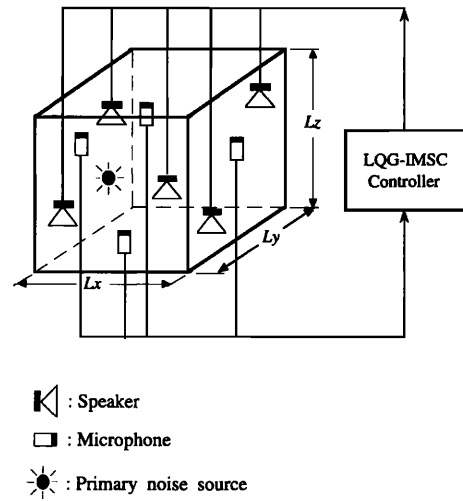 Lz
LQG-IMSC
Controller
Ly
Lx
: Speaker
: Microphone
: Primary noise source